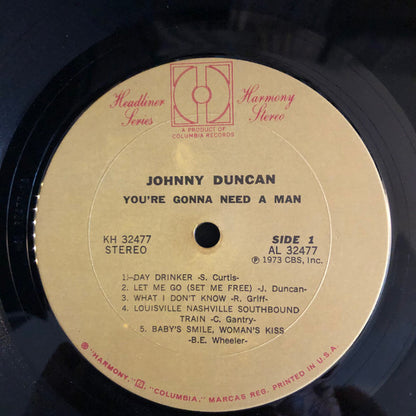 Headliner
Series
Harmony
Stereo
A PRODUCT OF
COLUMBIA RECORDS
JOHNNY DUNCAN
YOU'RE GONNA NEED A MAN
KH 32477
STEREO
SIDE 1
AL 32477
Ⓟ 1973 CBS, Inc.
1. DAY DRINKER -S. Curtis-
2. LET ME GO (SET ME FREE) -J. Duncan-
3. WHAT I DON'T KNOW -R. Griff-
4. LOUISVILLE NASHVILLE SOUTHBOUND
TRAIN -C. Gantry-
5. BABY'S SMILE, WOMAN'S KISS
-B.E. Wheeler-
® "HARMONY," "COLUMBIA," MARCAS REG. PRINTED IN U.S.A.